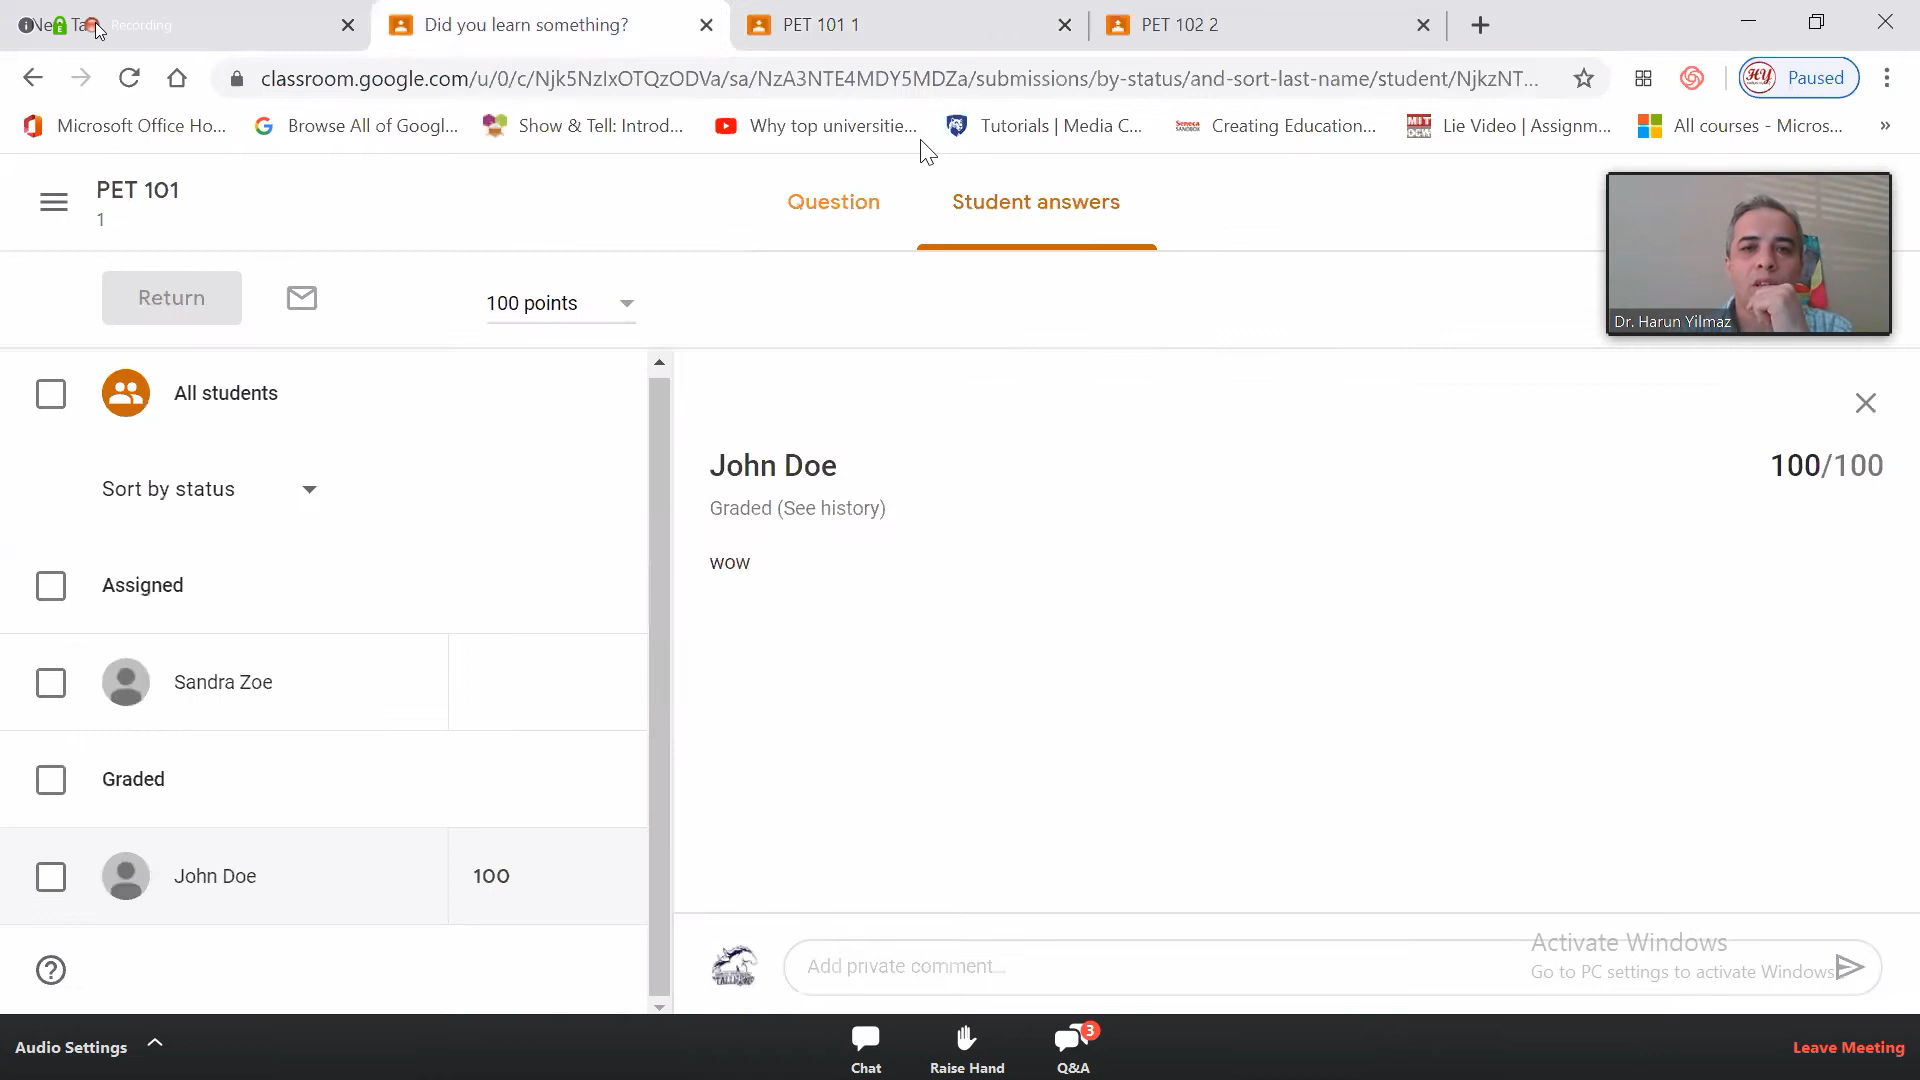 Recording
Did you learn something?
PET 101 1
PET 102 2
classroom.google.com/u/0/c/Njk5NzIxOTQzODVa/sa/NzA3NTE4MDY5MDZa/submissions/by-status/and-sort-last-name/student/NjkzNT...
Paused
Microsoft Office Ho...
Browse All of Googl...
Show & Tell: Introd...
Why top universitie...
Tutorials | Media C...
Creating Education...
Lie Video | Assignm...
All courses - Micros...
PET 101
1
Question
Student answers
Dr. Harun Yilmaz
Return
100 points
All students
Sort by status
Assigned
Sandra Zoe
Graded
John Doe
100
John Doe
100/100
Graded (See history)
wow
Add private comment...
Activate Windows
Go to PC settings to activate Windows.
Audio Settings
Chat
Raise Hand
3
Q&A
Leave Meeting